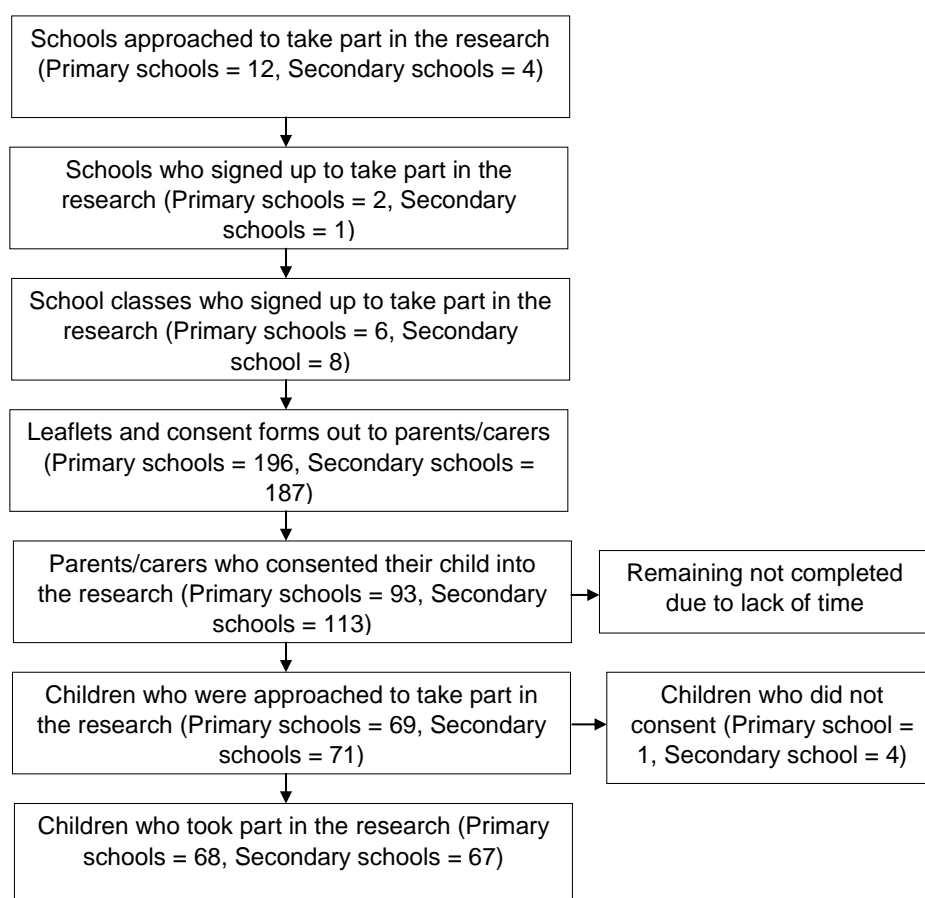 Schools approached to take part in the research
(Primary schools = 12, Secondary schools = 4)
Schools who signed up to take part in the
research (Primary schools = 2, Secondary
schools = 1)
School classes who signed up to take part in the
research (Primary schools = 6, Secondary
school = 8)
Leaflets and consent forms out to parents/carers
(Primary schools = 196, Secondary schools =
187)
Parents/carers who consented their child into
the research (Primary schools = 93, Secondary
schools = 113)
Remaining not completed
due to lack of time
Children who were approached to take part in
the research (Primary schools = 69, Secondary
schools = 71)
Children who did not
consent (Primary school =
1, Secondary school = 4)
Children who took part in the research (Primary
schools = 68, Secondary schools = 67)